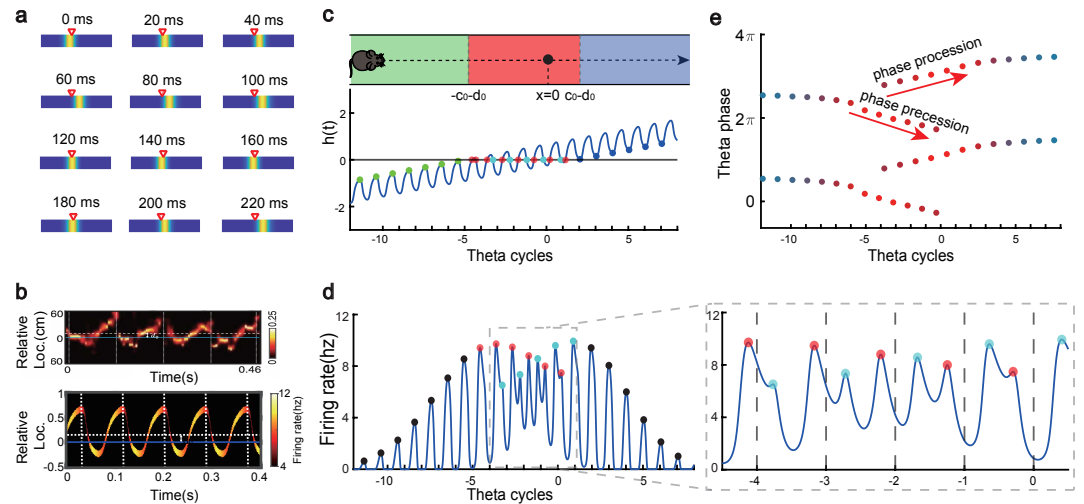 a
0 ms
20 ms
40 ms
60 ms
80 ms
100 ms
120 ms
140 ms
160 ms
180 ms
200 ms
220 ms
b
Relative
Loc.(cm)
60
0
60
0
0.46
Time(s)
0
0.25
Relative
Loc.
1
0.5
0
-0.5
0
0.1
0.2
0.3
0.4
Time(s)
4
12
Firing rate(hz)
c
-c₀-d₀
x=0
c₀-d₀
h(t)
2
0
-2
-10
-5
0
5
Theta cycles
d
Firing rate(hz)
12
8
4
0
-10
-6
-2
2
6
Theta cycles
12
8
4
0
-4
-3
-2
-1
0
e
Theta phase
4π
2π
0
phase procession
phase precession
-10
-5
0
5
Theta cycles